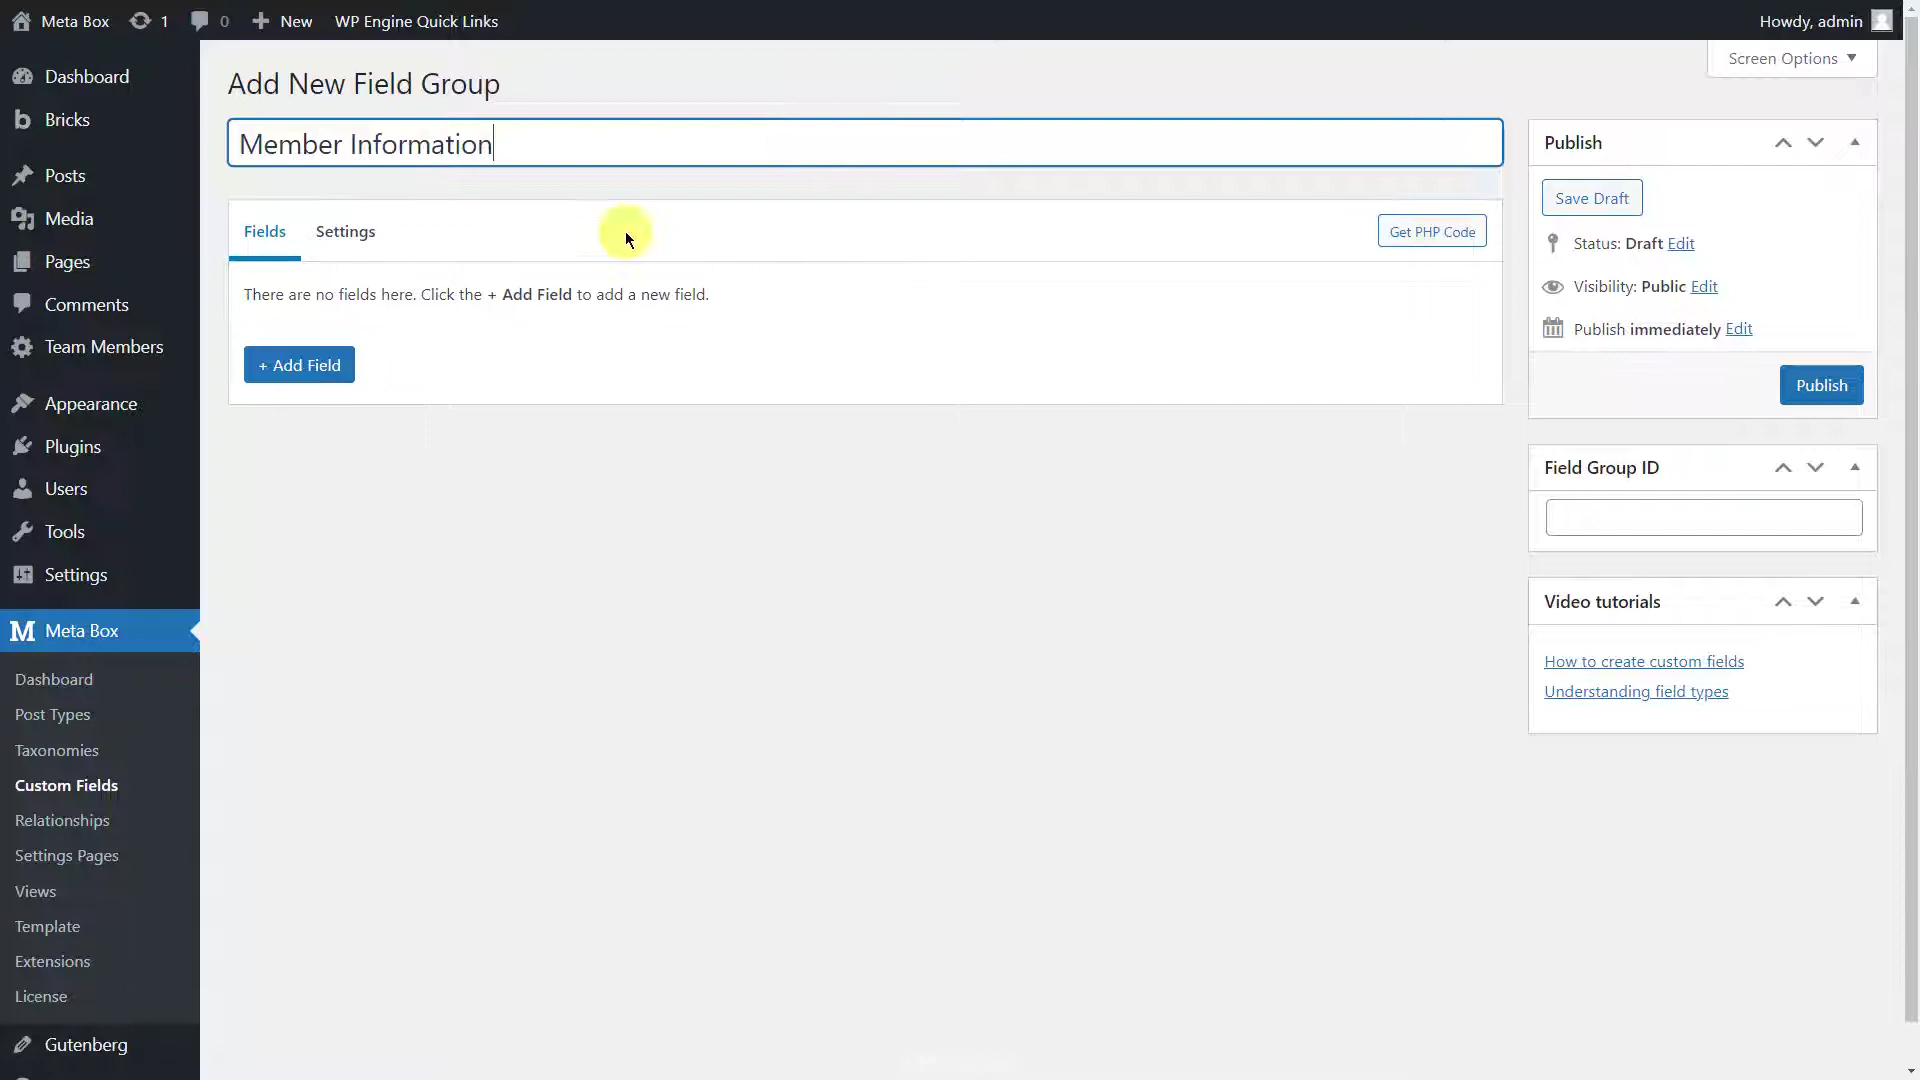 Meta Box
1
0
New
WP Engine Quick Links
Howdy, admin
Screen Options
Dashboard
Bricks
Posts
Media
Pages
Comments
Team Members
Appearance
Plugins
Users
Tools
Settings
Meta Box
Dashboard
Post Types
Taxonomies
Custom Fields
Relationships
Settings Pages
Views
Template
Extensions
License
Gutenberg
Add New Field Group
Member Information
Fields
Settings
Get PHP Code
There are no fields here. Click the + Add Field to add a new field.
+ Add Field
Publish
Save Draft
Status: Draft Edit
Visibility: Public Edit
Publish immediately Edit
Publish
Field Group ID
Video tutorials
How to create custom fields
Understanding field types